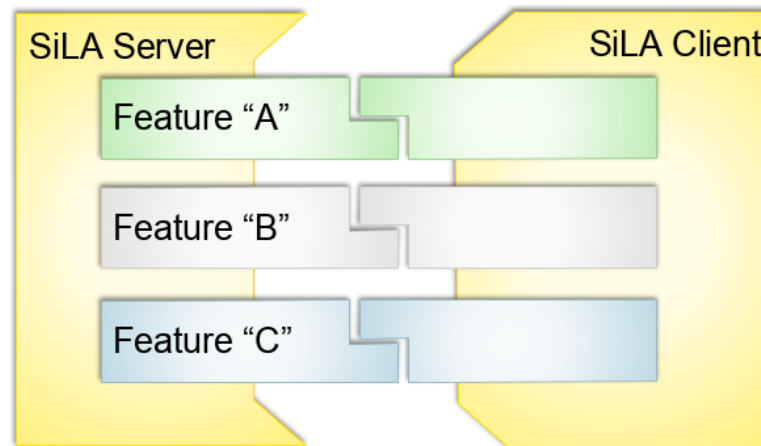 SiLA Server
SiLA Client
Feature “A”
Feature “B”
Feature “C”